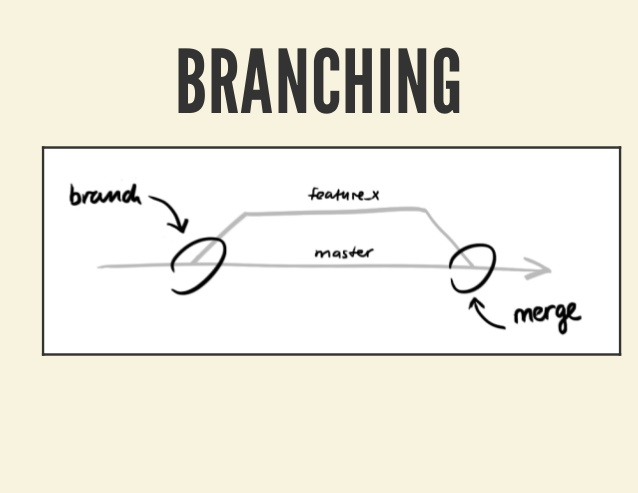 BRANCHING
branch
feature_x
master
merge